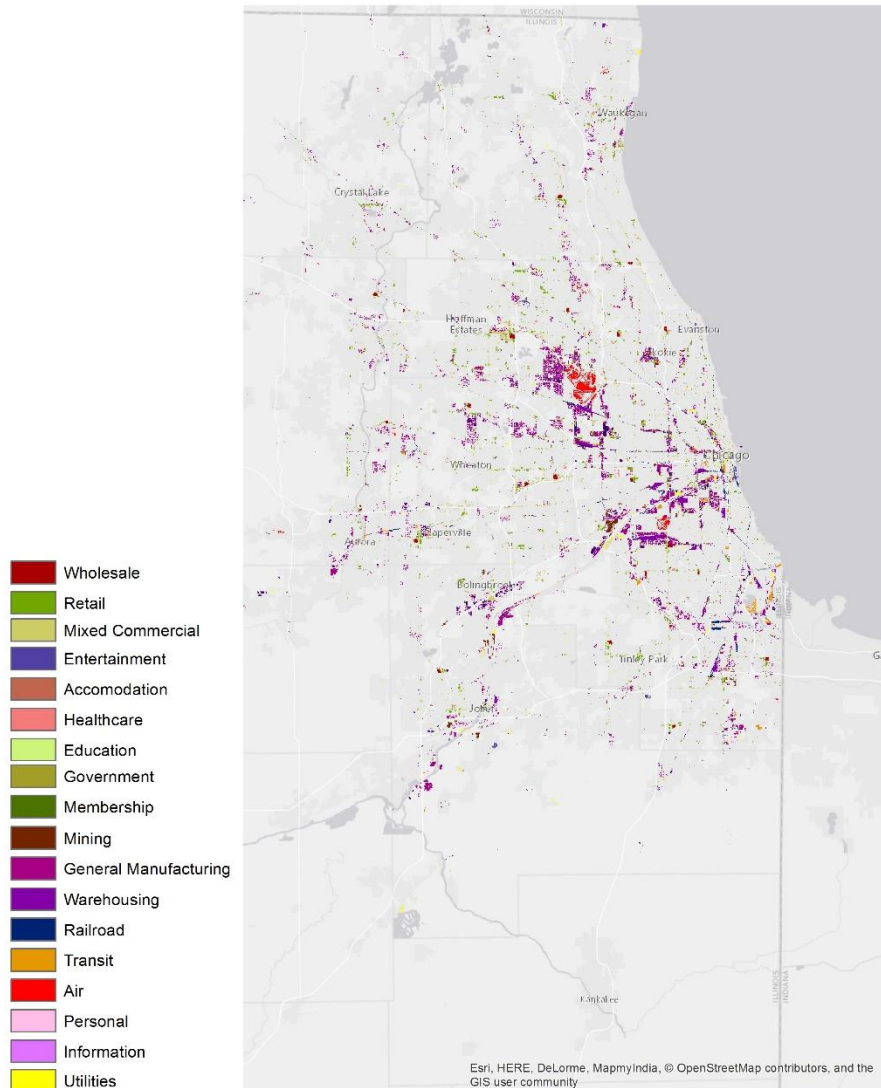 WISCONSIN
ILLINOIS
Waukegan
Crystal Lake
Hoffman
Estates
Evanston
Skokie
Chicago
Wheaton
Aurora
Naperville
Bolingbrook
INDIANA
Tinley Park
Joliet
Kankakee
ILLINOIS
INDIANA
Wholesale
Retail
Mixed Commercial
Entertainment
Accomodation
Healthcare
Education
Government
Membership
Mining
General Manufacturing
Warehousing
Railroad
Transit
Air
Personal
Information
Utilities
Esri, HERE, DeLorme, MapmyIndia, © OpenStreetMap contributors, and the
GIS user community